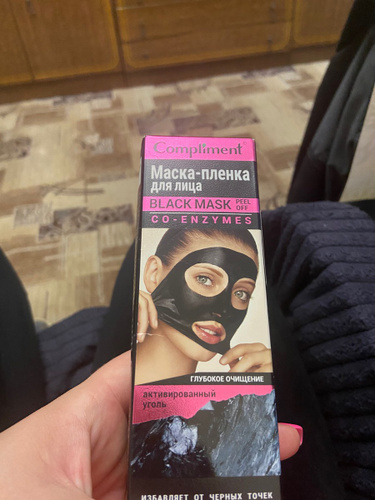 Compliment
Маска-пленка
для лица
BLACK MASK PEEL OFF
CO-ENZYMES
ГЛУБОКОЕ ОЧИЩЕНИЕ
активированный
уголь
ИЗБАВЛЯЕТ ОТ ЧЕРНЫХ ТОЧЕК